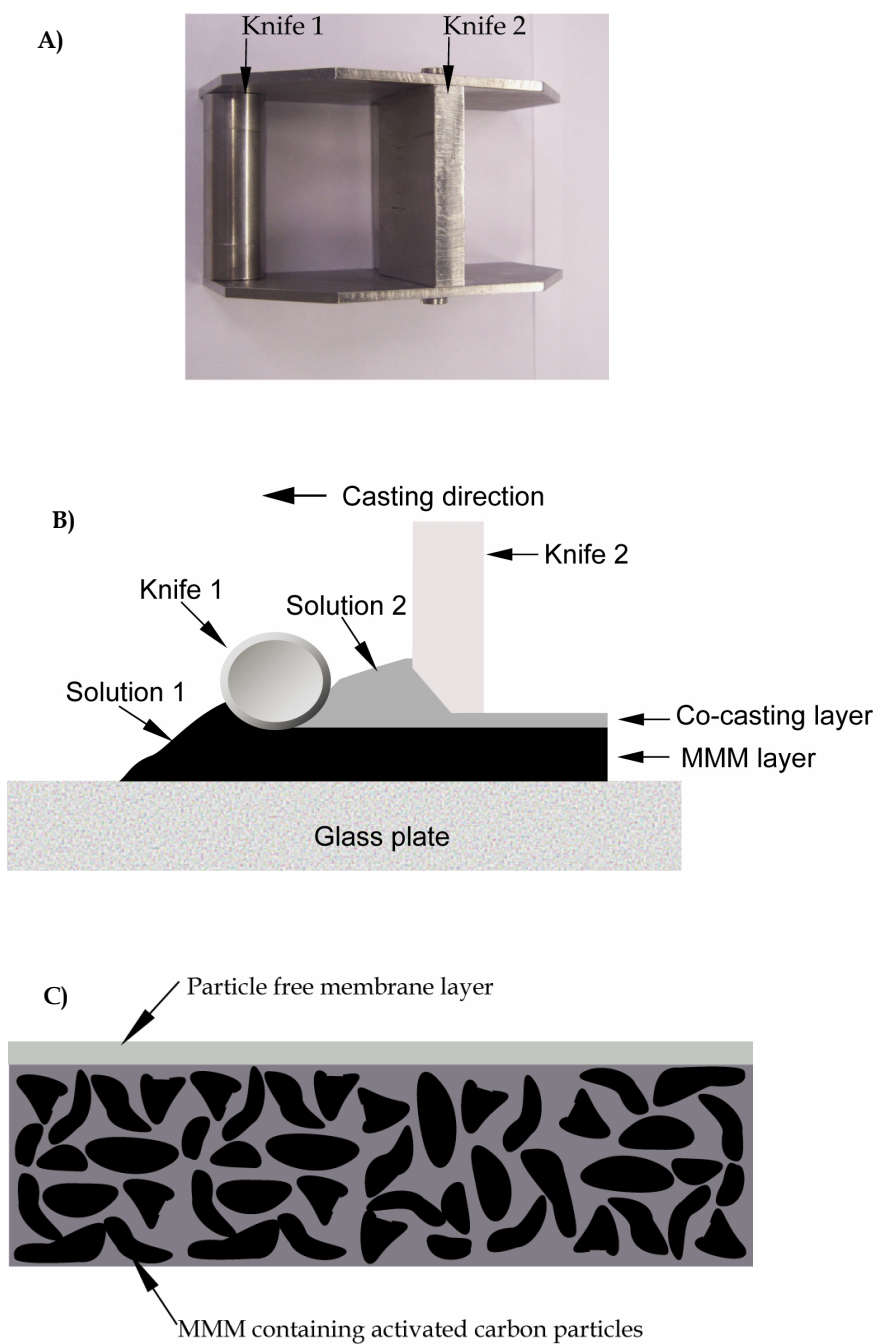 A)
Knife 1
Knife 2
B)
Casting direction
Knife 2
Knife 1
Solution 2
Solution 1
Co-casting layer
MMM layer
Glass plate
C)
Particle free membrane layer
MMM containing activated carbon particles